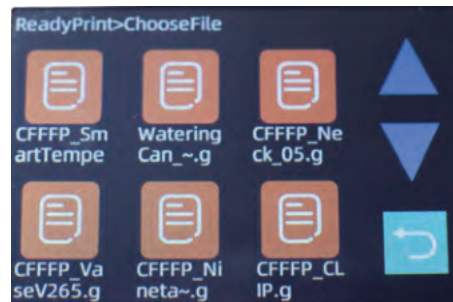 ReadyPrint>ChooseFile
CFFFP_Sm
artTempe
Watering
Can_~.g
CFFFP_Ne
ck_05.g
CFFFP_Va
seV265.g
CFFFP_Ni
neta~.g
CFFFP_CL
IP.g